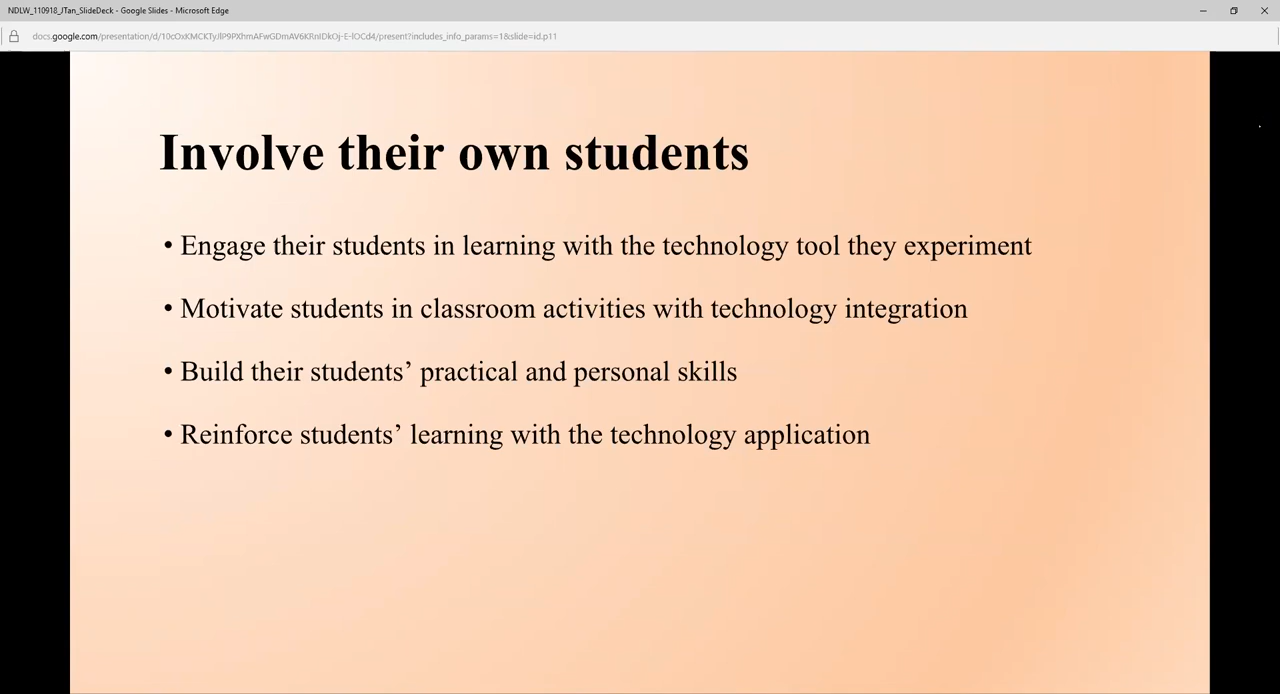 NDLW_110918_JTan_SlideDeck - Google Slides - Microsoft Edge
Involve their own students
• Engage their students in learning with the technology tool they experiment
• Motivate students in classroom activities with technology integration
• Build their students’ practical and personal skills
• Reinforce students’ learning with the technology application